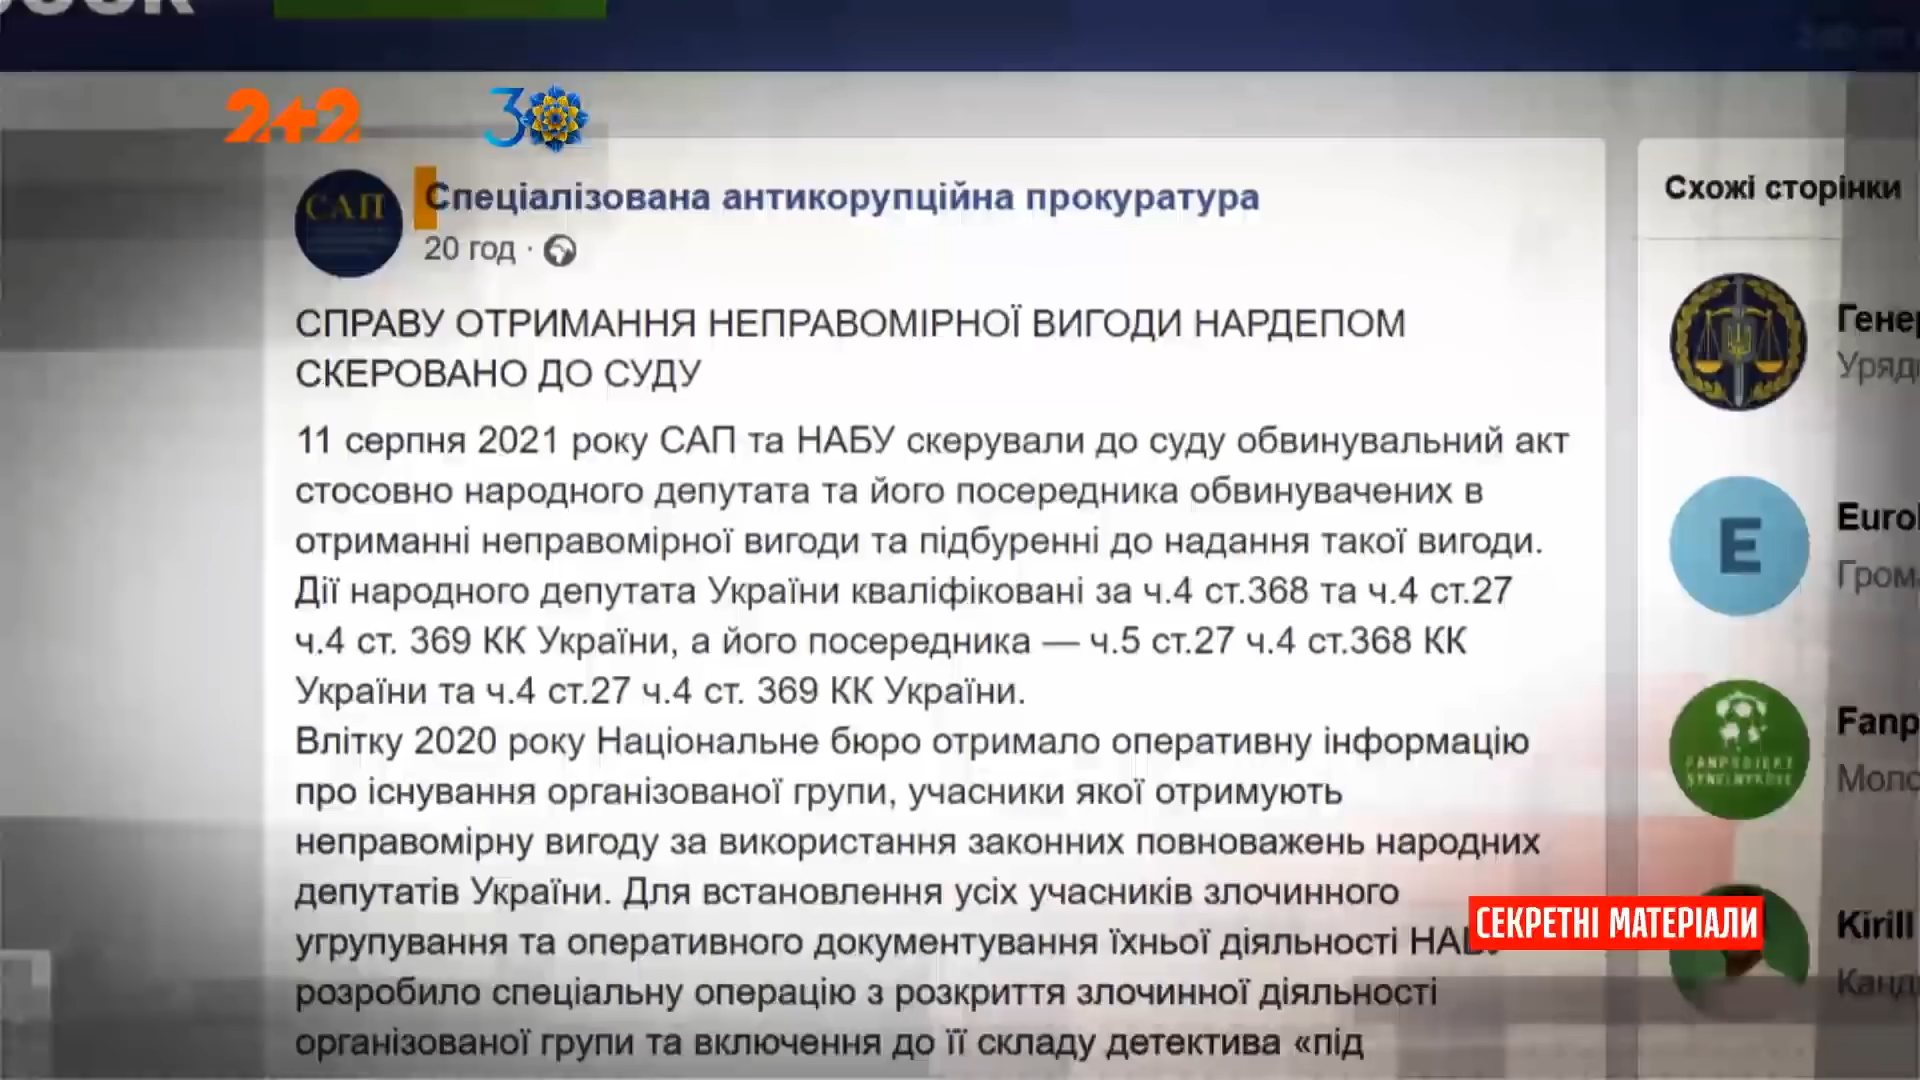 2+2
30
САП
Спеціалізована антикорупційна прокуратура
20 год ·
СПРАВУ ОТРИМАННЯ НЕПРАВОМІРНОЇ ВИГОДИ НАРДЕПОМ
СКЕРОВАНО ДО СУДУ
11 серпня 2021 року САП та НАБУ скерували до суду обвинувальний акт
стосовно народного депутата та його посередника обвинувачених в
отриманні неправомірної вигоди та підбуренні до надання такої вигоди.
Дії народного депутата України кваліфіковані за ч.4 ст.368 та ч.4 ст.27
ч.4 ст. 369 КК України, а його посередника — ч.5 ст.27 ч.4 ст.368 КК
України та ч.4 ст.27 ч.4 ст. 369 КК України.
Влітку 2020 року Національне бюро отримало оперативну інформацію
про існування організованої групи, учасники якої отримують
неправомірну вигоду за використання законних повноважень народних
депутатів України. Для встановлення усіх учасників злочинного
угрупування та оперативного документування їхньої діяльності
розробило спеціальну операцію з розкриття злочинної діяльності
організованої групи та включення до її складу детектива «під
Схожі сторінки
E
FANPROJEKT
SYNELNYKOVE
Kirill
СЕКРЕТНІ МАТЕРІАЛИ